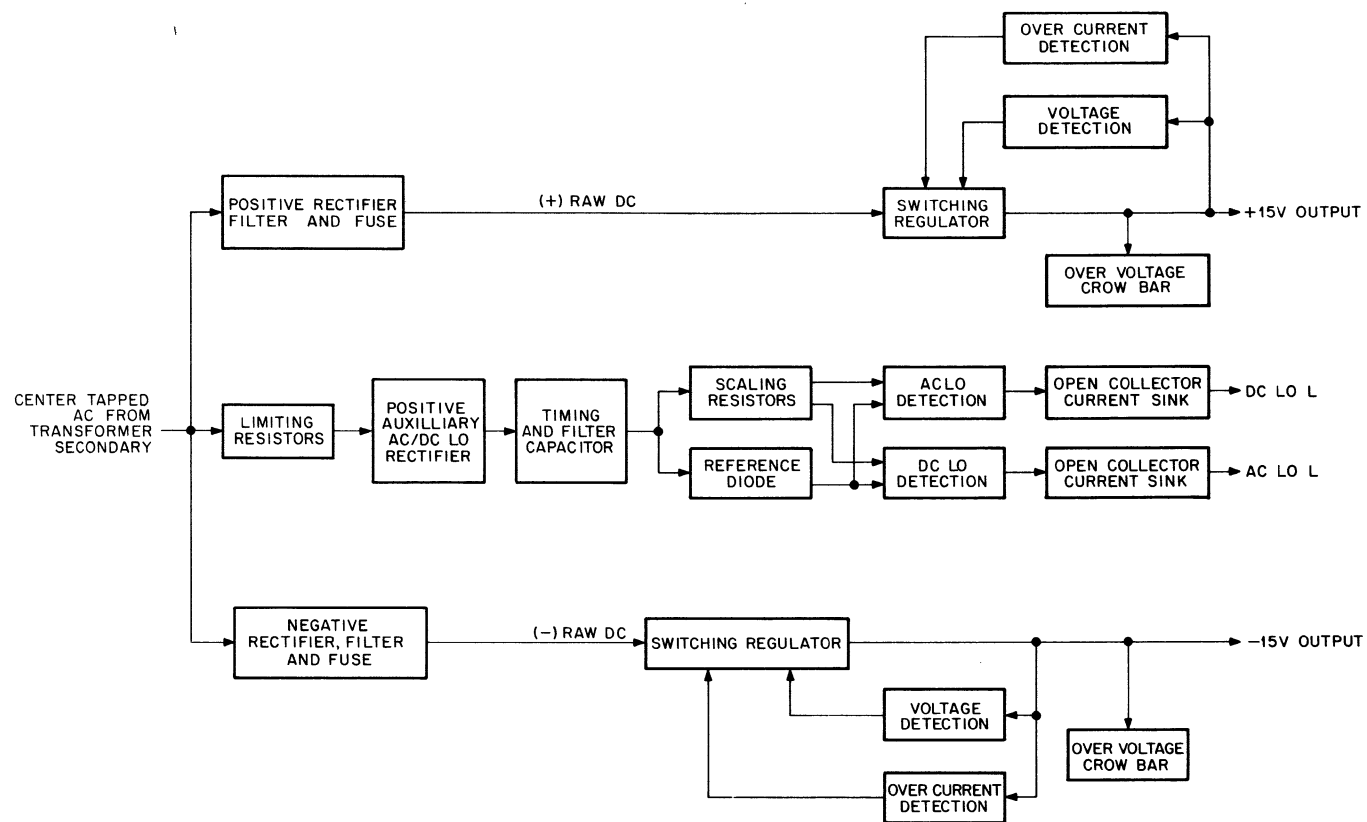 OVER CURRENT
DETECTION
VOLTAGE
DETECTION
POSITIVE RECTIFIER
FILTER AND FUSE
(+) RAW DC
SWITCHING
REGULATOR
+15V OUTPUT
OVER VOLTAGE
CROW BAR
CENTER TAPPED
AC FROM
TRANSFORMER
SECONDARY
LIMITING
RESISTORS
POSITIVE
AUXILLIARY
AC/DC LO
RECTIFIER
TIMING
AND FILTER
CAPACITOR
SCALING
RESISTORS
REFERENCE
DIODE
AC LO
DETECTION
OPEN COLLECTOR
CURRENT SINK
DC LO L
DC LO
DETECTION
OPEN COLLECTOR
CURRENT SINK
AC LO L
NEGATIVE
RECTIFIER, FILTER
AND FUSE
(-) RAW DC
SWITCHING REGULATOR
-15V OUTPUT
VOLTAGE
DETECTION
OVER VOLTAGE
CROW BAR
OVER CURRENT
DETECTION